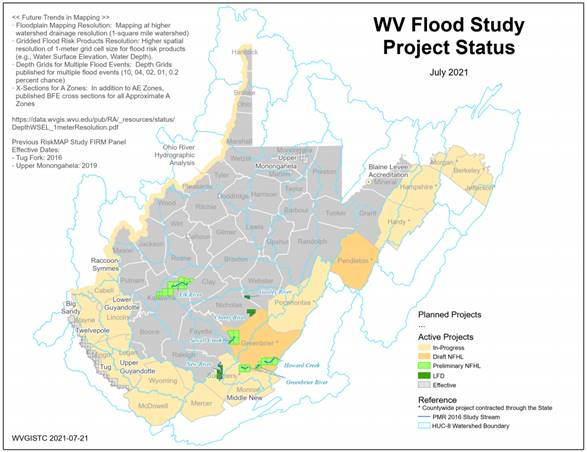 << Future Trends in Mapping >>
· Floodplain Mapping Resolution: Mapping at higher
watershed drainage resolution (1-square mile watershed)
· Gridded Flood Risk Products Resolution: Higher spatial
resolution of 1-meter grid cell size for flood risk products
(e.g., Water Surface Elevation, Water Depth).
· Depth Grids for Multiple Flood Events: Depth Grids
published for multiple flood events (10, 04, 02, 01, 0.2
percent chance)
· X-Sections for A Zones: In addition to AE Zones,
published BFE cross sections for all Approximate A
Zones
https://data.wvgis.wvu.edu/pub/RA/_resources/status/
DepthWSEL_1meterResolution.pdf
Previous RiskMAP Study FIRM Panel
Effective Dates:
- Tug Fork: 2016
- Upper Monongahela: 2019
WV Flood Study
Project Status
July 2021
Hancock
Brooke
Ohio
Marshall
Ohio River
Hydrographic
Analysis
Wetzel
Monongalia
Upper
Monongahela
Marion
Preston
Taylor
Blaine Levee
Accreditation
Mineral
Morgan *
Berkeley *
Jefferson *
Hampshire *
Hardy *
Grant
Pendleton *
Pleasants
Tyler
Doddridge
Harrison
Barbour
Tucker
Wood
Ritchie
Wirt
Calhoun
Gilmer
Lewis
Upshur
Randolph
Mason
Jackson
Roane
Braxton
Webster
Raccoon-
Symmes
Cabell
Putnam
Kanawha
Elk River
Clay
Nicholas
Pocahontas
Cherry River
Big
Sandy
Lower
Guyandotte
Wayne
Lincoln
Twelvepole
Boone
Fayette
Greenbrier *
Mingo
Logan
Tug
Upper
Guyandotte
Raleigh
Howard Creek
Greenbrier River
Summers
Monroe
Middle New
Wyoming
Mercer
McDowell
Planned Projects
...
Active Projects
In-Progress
Draft NFHL
Preliminary NFHL
LFD
Effective
Reference
* Countywide project contracted through the State
PMR 2016 Study Stream
HUC-8 Watershed Boundary
WVGISTC 2021-07-21